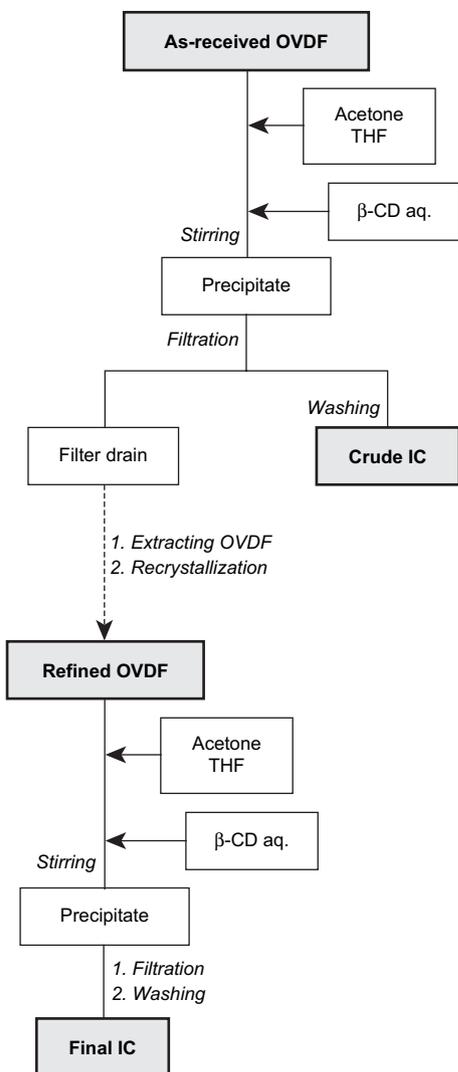 As-received OVDF
Acetone
THF
β-CD aq.
Stirring
Precipitate
Filtration
Washing
Filter drain
Crude IC
1. Extracting OVDF
2. Recrystallization
Refined OVDF
Acetone
THF
β-CD aq.
Stirring
Precipitate
1. Filtration
2. Washing
Final IC